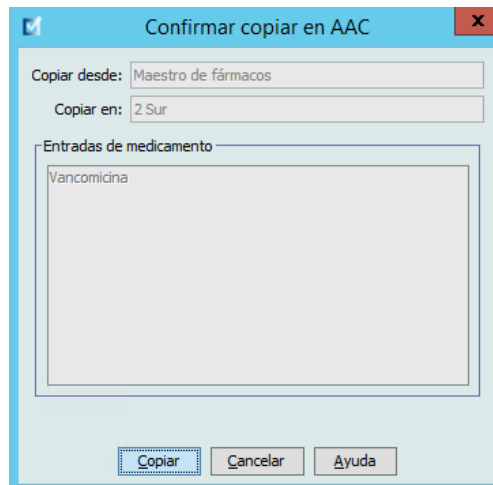 Confirmar copiar en AAC
x
Copiar desde: Maestro de fármacos
Copiar en: 2 Sur
Entradas de medicamento
Vancomicina
Copiar Cancelar Ayuda